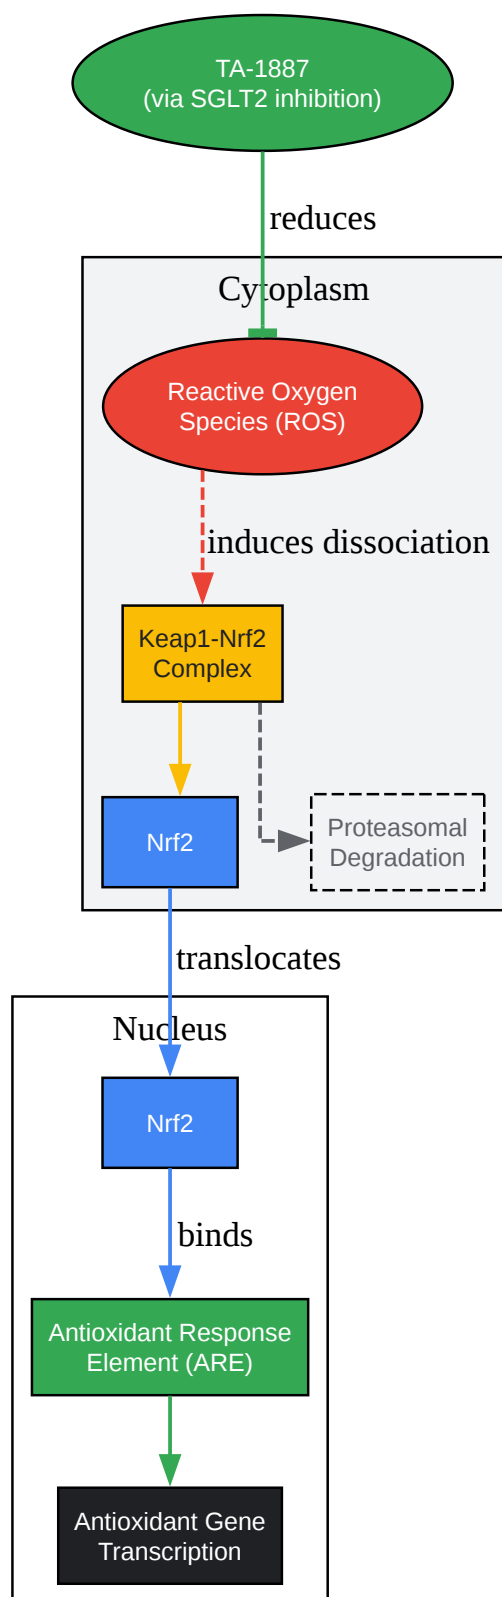 TA-1887
(via SGLT2 inhibition)
reduces
Cytoplasm
Reactive Oxygen
Species (ROS)
induces dissociation
Keap1-Nrf2
Complex
Nrf2
Proteasomal
Degradation
translocates
Nucleus
Nrf2
binds
Antioxidant Response
Element (ARE)
Antioxidant Gene
Transcription